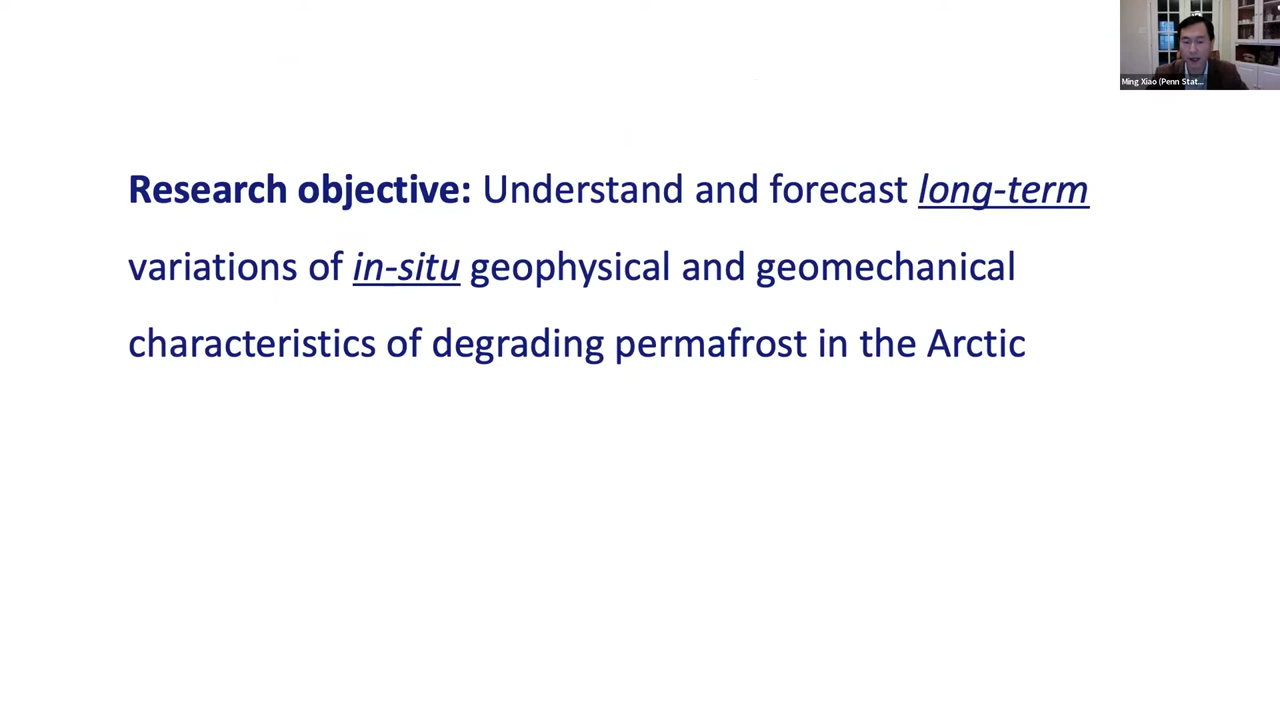 Ming Xiao (Penn Stat...
Research objective: Understand and forecast long-term
variations of in-situ geophysical and geomechanical
characteristics of degrading permafrost in the Arctic